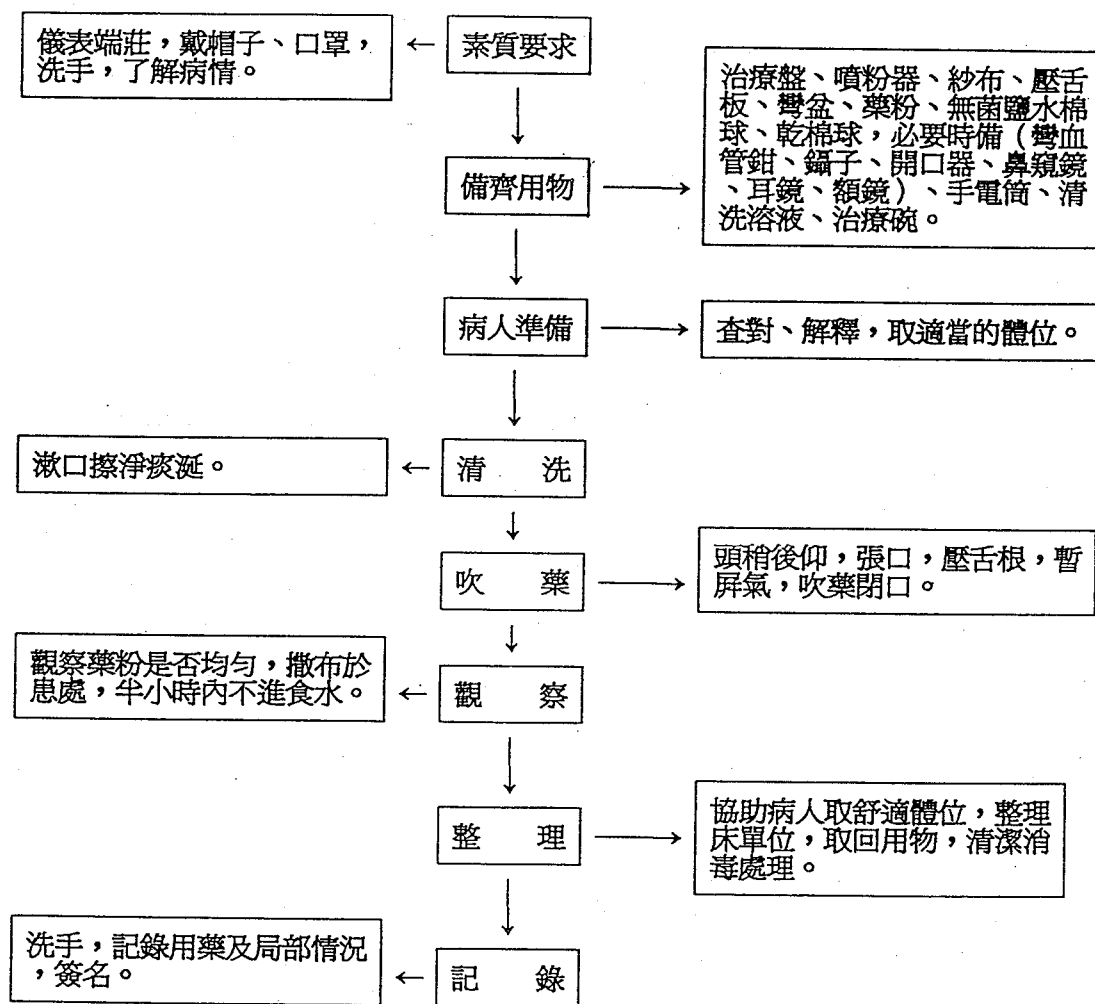 儀表端莊，戴帽子、口罩，
洗手，了解病情。
素質要求
備齊用物
治療盤、噴粉器、紗布、壓舌
板、彎盆、藥粉、無菌鹽水棉
球、乾棉球，必要時備（彎血
管鉗、鑷子、開口器、鼻窺鏡
、耳鏡、額鏡）、手電筒、清
洗溶液、治療碗。
病人準備
查對、解釋，取適當的體位。
漱口擦淨痰涎。
清 洗
吹 藥
頭稍後仰，張口，壓舌根，暫
屏氣，吹藥閉口。
觀察藥粉是否均勻，撒布於
患處，半小時內不進食水。
觀 察
整 理
協助病人取舒適體位，整理
床單位，取回用物，清潔消
毒處理。
洗手，記錄用藥及局部情況
，簽名。
記 錄